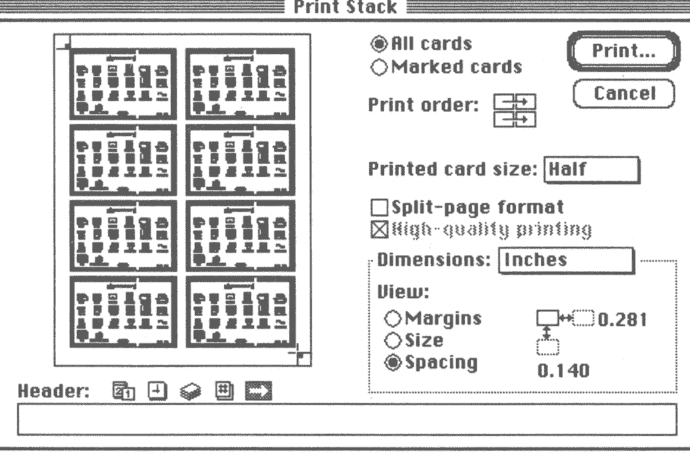 Print Stack
All cards
Marked cards
Print...
Cancel
Print order:
Printed card size: Half
Split-page format
High-quality printing
Dimensions: Inches
View:
Margins
Size
Spacing
0.281
0.140
Header: